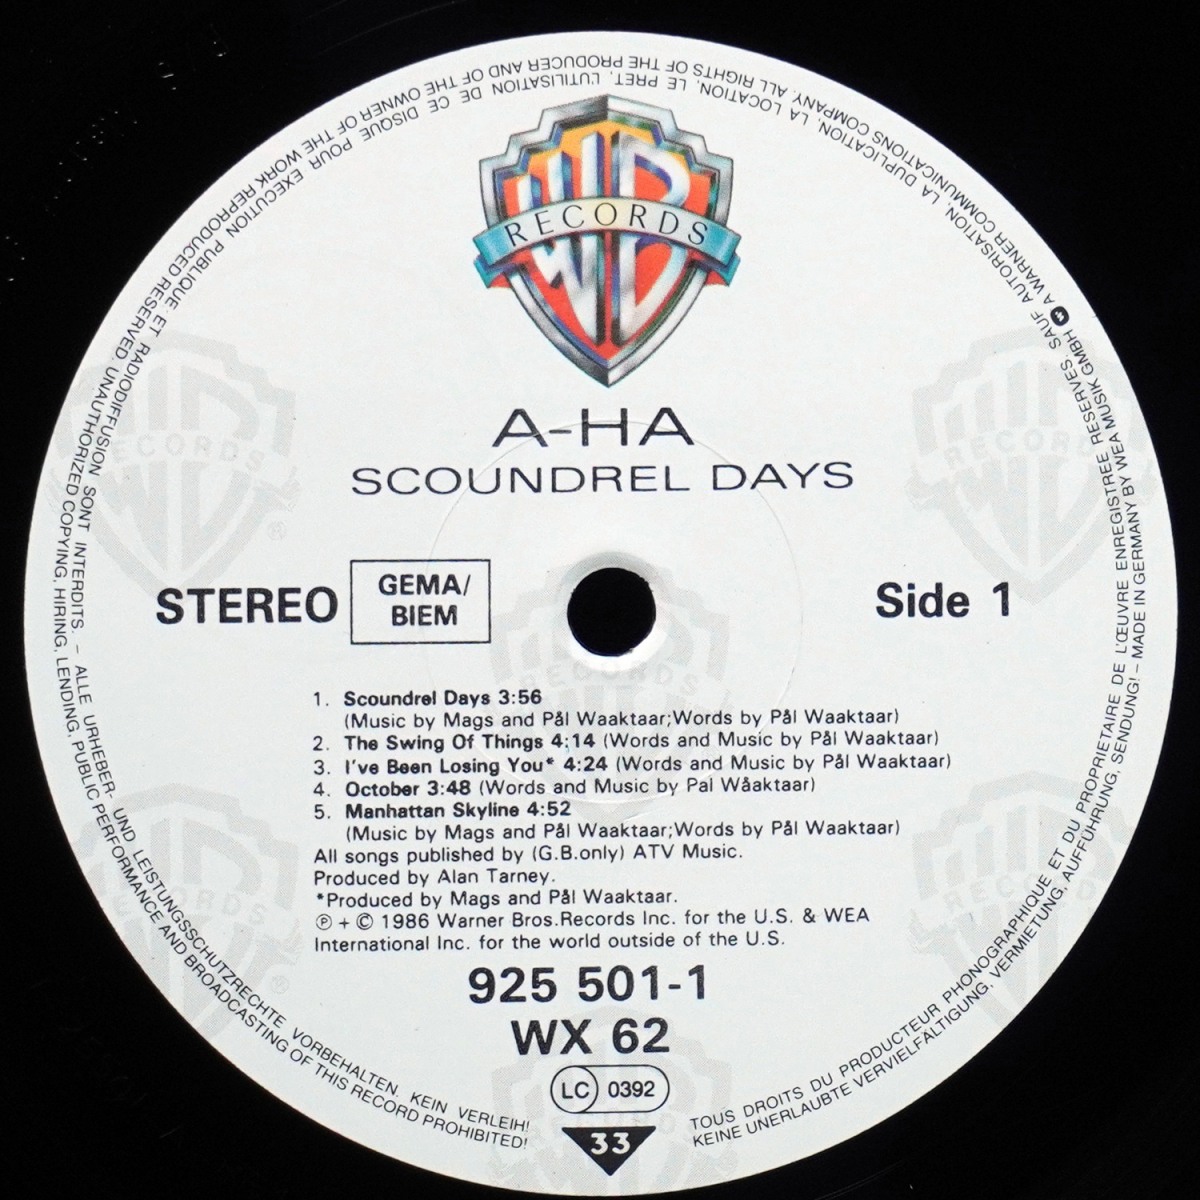 WB
RECORDS
A-HA
SCOUNDREL DAYS
STEREO
GEMA/
BIEM
Side 1
1. Scoundrel Days 3:56
(Music by Mags and Pål Waaktaar;Words by Pål Waaktaar)
2. The Swing Of Things 4:14 (Words and Music by Pål Waaktaar)
3. I've Been Losing You* 4:24 (Words and Music by Pål Waaktaar)
4. October 3:48 (Words and Music by Pal Wåaktaar)
5. Manhattan Skyline 4:52
(Music by Mags and Pål Waaktaar;Words by Pål Waaktaar)
All songs published by (G.B.only) ATV Music.
Produced by Alan Tarney.
*Produced by Mags and Pål Waaktaar.
℗ + © 1986 Warner Bros.Records Inc. for the U.S. & WEA
International Inc. for the world outside of the U.S.
925 501-1
WX 62
LC 0392
33
TOUS DROITS DU PRODUCTEUR PHONOGRAPHIQUE ET DU PROPRIETAIRE DE L'ŒUVRE ENREGISTREE RESERVES. SAUF AUTORISATION, LA DUPLICATION, LA LOCATION, LE PRET, L'UTILISATION DE CE DISQUE POUR EXECUTION PUBLIQUE ET RADIODIFFUSION SONT INTERDITS. – ALLE URHEBER- UND LEISTUNGSSCHUTZRECHTE VORBEHALTEN. KEIN VERLEIH!
KEINE UNERLAUBTE VERVIELFÄLTIGUNG, VERMIETUNG, AUFFÜHRUNG, SENDUNG! – MADE IN GERMANY BY WEA MUSIK GMBH A WARNER COMMUNICATIONS COMPANY. ALL RIGHTS OF THE PRODUCER AND OF THE OWNER OF THE WORK REPRODUCED RESERVED. UNAUTHORIZED COPYING, HIRING, LENDING, PUBLIC PERFORMANCE AND BROADCASTING OF THIS RECORD PROHIBITED!